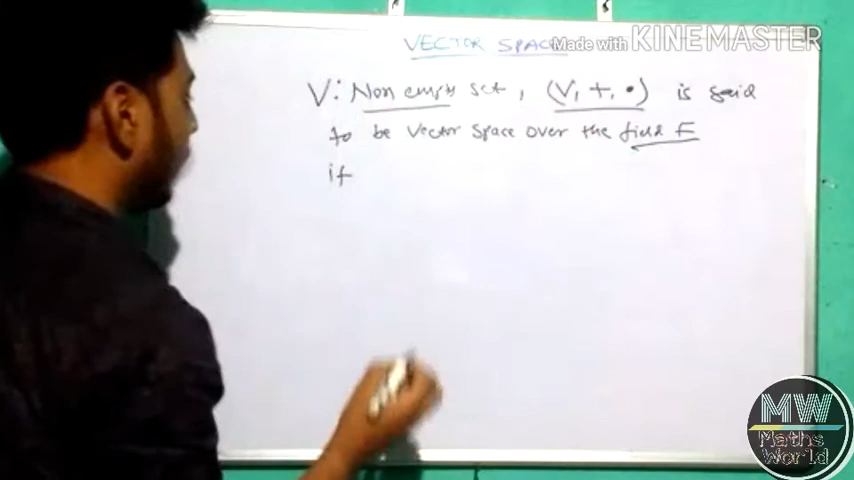 VECTOR SPACE
Made with KINEMASTER
V: Non empty set, (V, +, •) is said
to be vector space over the field F
if
MW
Maths
World